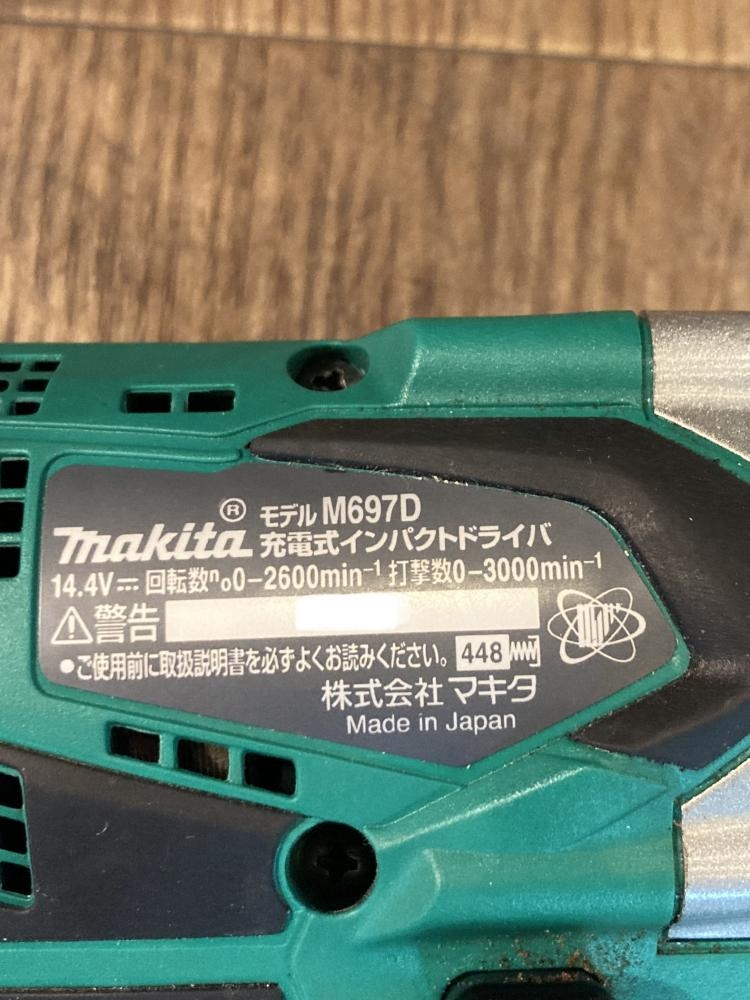 makita® モデル M697D
充電式インパクトドライバ
14.4V⎓ 回転数n₀0-2600min⁻¹ 打撃数0-3000min⁻¹
⚠警告
●ご使用前に取扱説明書を必ずよくお読みください。 448
株式会社 マキタ
Made in Japan